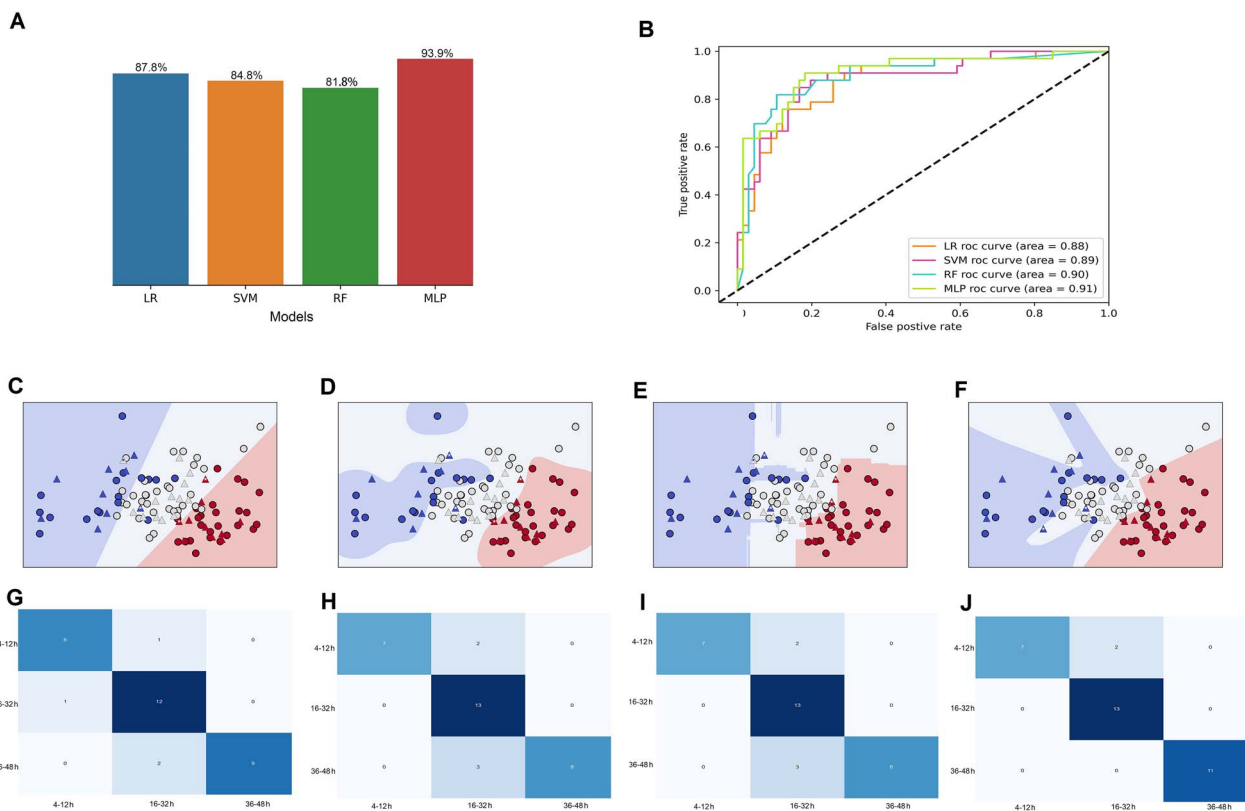 A
87.8%
84.8%
81.8%
93.9%
LR
SVM
RF
MLP
Models
B
1.0
0.8
0.6
0.4
0.2
0.0
True positive rate
LR roc curve (area = 0.88)
SVM roc curve (area = 0.89)
RF roc curve (area = 0.90)
MLP roc curve (area = 0.91)
0.2
0.4
0.6
0.8
1.0
False postive rate
C
D
E
F
G
4-12h
1
0
6-32h
1
12
0
6-48h
0
2
4-12h
16-32h
36-48h
H
4-12h
7
2
0
16-32h
0
13
0
36-48h
0
3
4-12h
16-32h
36-48h
I
4-12h
7
2
0
16-32h
0
13
0
36-48h
0
3
4-12h
16-32h
36-48h
J
4-12h
7
2
0
16-32h
0
13
0
36-48h
0
0
11
4-12h
16-32h
36-48h